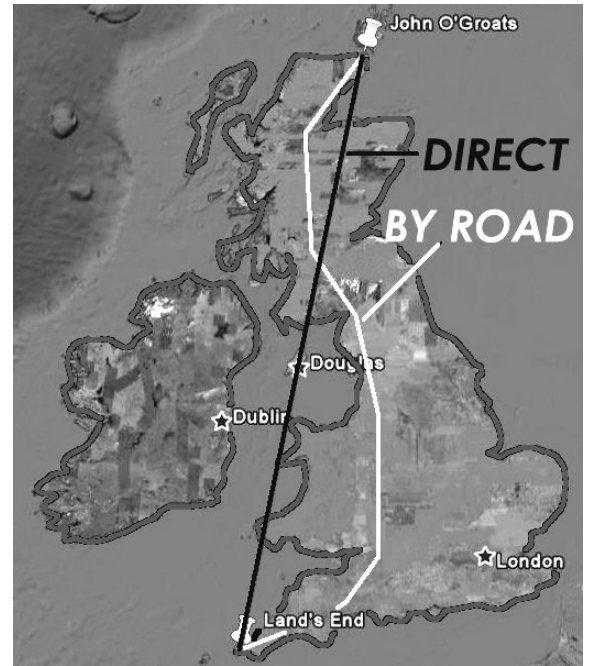 John O'Groats
DIRECT
BY ROAD
Douglas
Dublin
London
Land's End